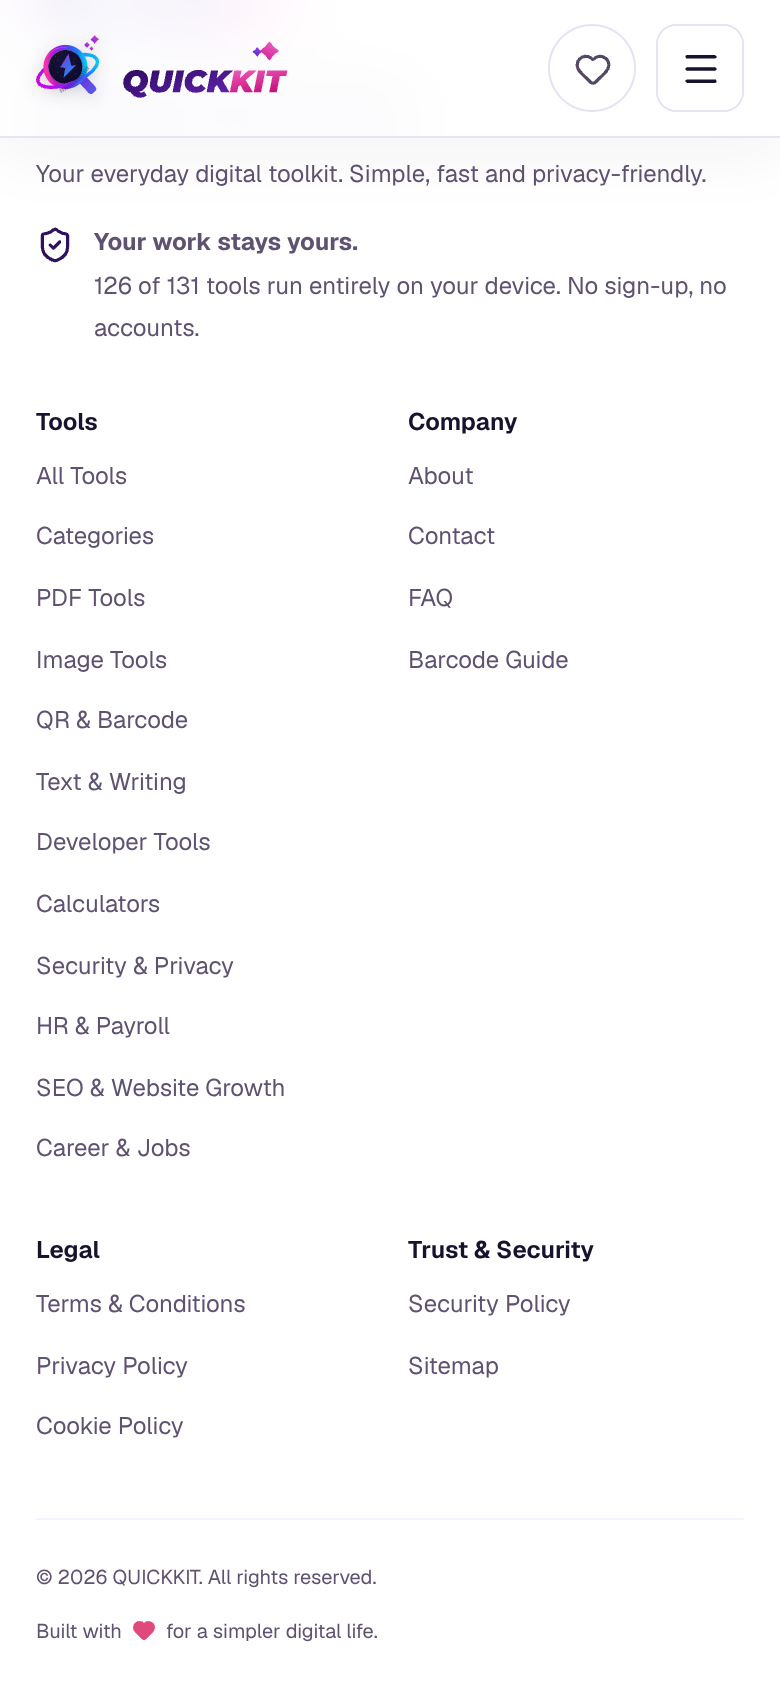 QUICKKIT
Your everyday digital toolkit. Simple, fast and privacy-friendly.
Your work stays yours.
126 of 131 tools run entirely on your device. No sign-up, no
accounts.
Tools
All Tools
Categories
PDF Tools
Image Tools
QR & Barcode
Text & Writing
Developer Tools
Calculators
Security & Privacy
HR & Payroll
SEO & Website Growth
Career & Jobs
Company
About
Contact
FAQ
Barcode Guide
Legal
Terms & Conditions
Privacy Policy
Cookie Policy
Trust & Security
Security Policy
Sitemap
© 2026 QUICKKIT. All rights reserved.
Built with ❤ for a simpler digital life.